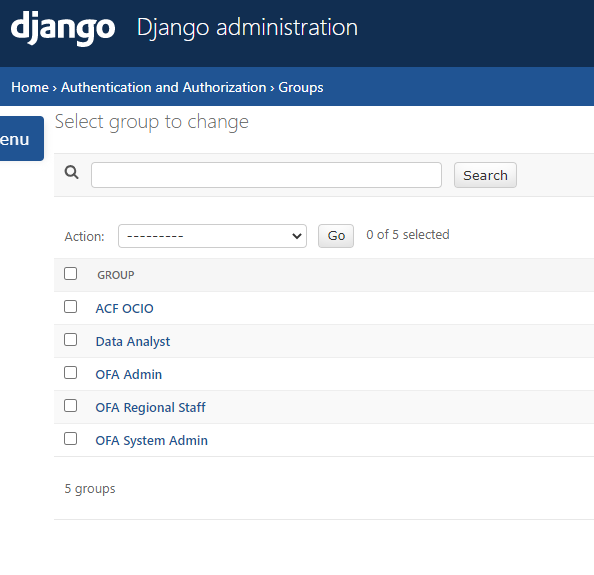 django Django administration
Home › Authentication and Authorization › Groups
Select group to change
enu
Search
Action: --------- Go 0 of 5 selected
GROUP
ACF OCIO
Data Analyst
OFA Admin
OFA Regional Staff
OFA System Admin
5 groups